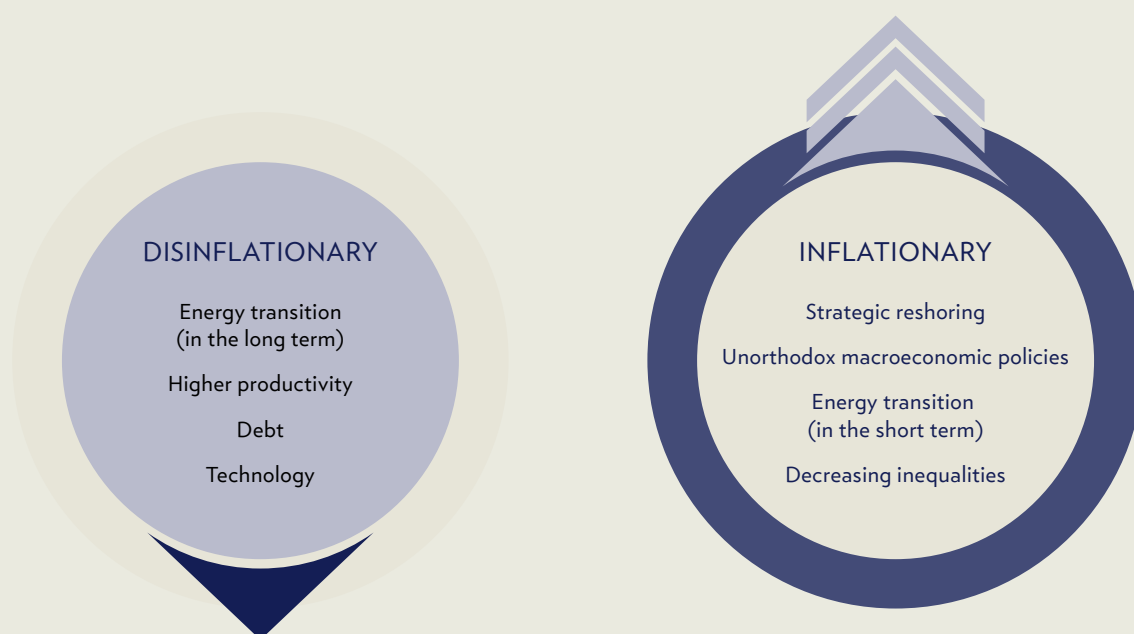 DISINFLATIONARY
Energy transition
(in the long term)
Higher productivity
Debt
Technology
INFLATIONARY
Strategic reshoring
Unorthodox macroeconomic policies
Energy transition
(in the short term)
Decreasing inequalities